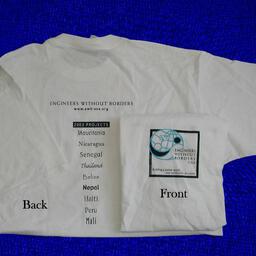 ENGINEERS WITHOUT BORDERS
www.ewb-usa.org
2003 PROJECTS
Mauritania
Nicaragua
Senegal
Thailand
Belize
Nepal
Haiti
Peru
Mali
Back
ENGINEERS
WITHOUT
BORDERS
USA
Front